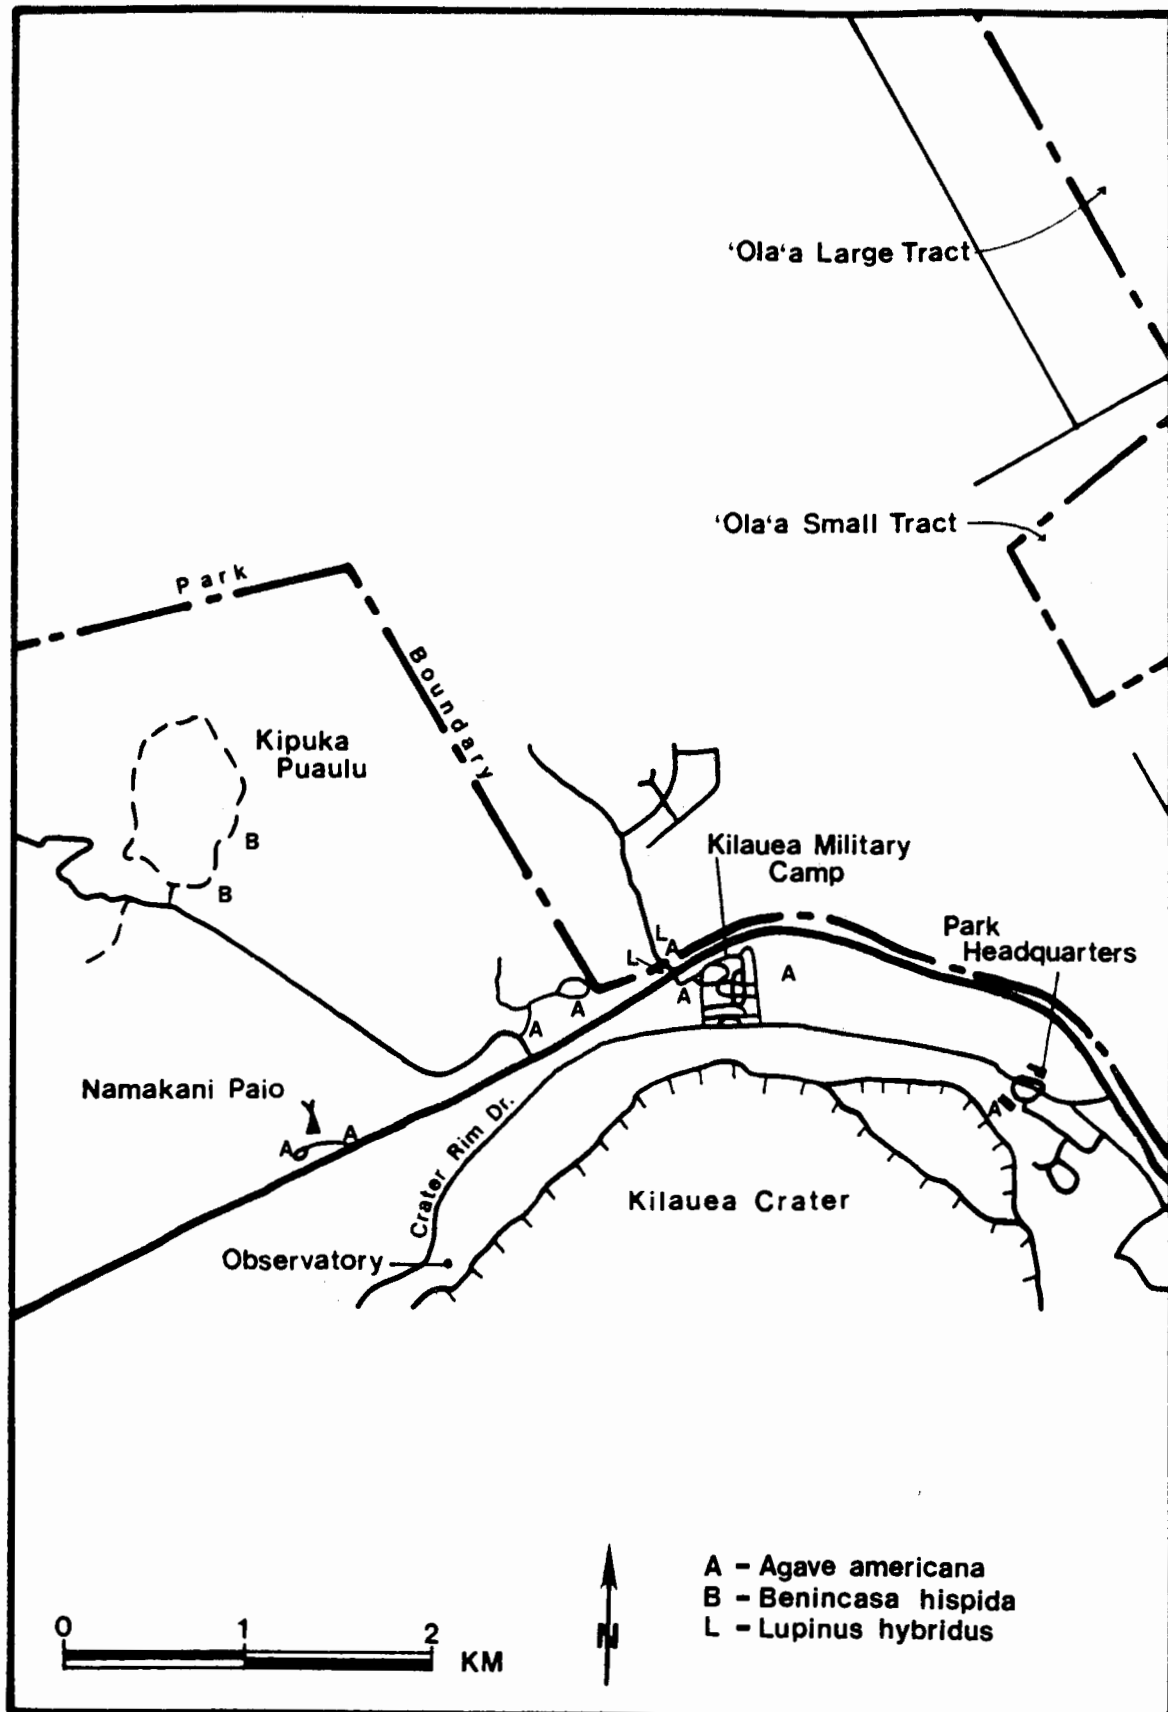 ‘Ola‘a Large Tract
‘Ola‘a Small Tract
Park
Boundary
Kipuka
Puaulu
B
B
Kilauea Military
Camp
L
A
L
A
A
Park
Headquarters
A
A
Namakani Paio
A
A
A
Crater Rim Dr.
Kilauea Crater
Observatory
A - Agave americana
B - Benincasa hispida
L - Lupinus hybridus
N
0 1 2
KM